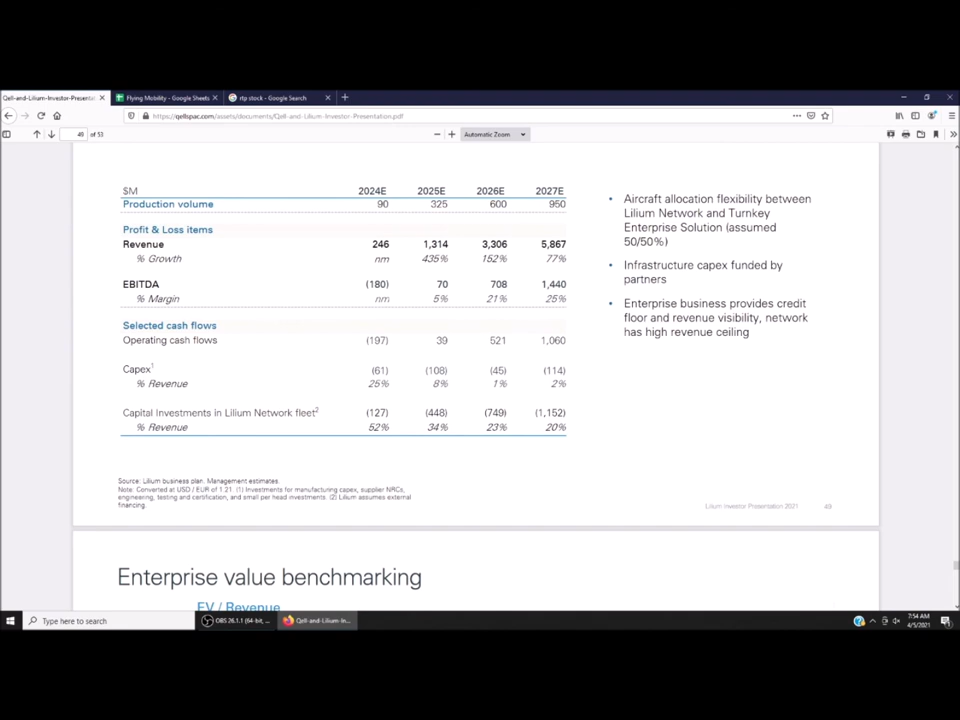 Qell-and-Lilium-Investor-Presenta
Flying Mobility - Google Sheets
rtp stock - Google Search
https://qellspac.com/assets/documents/Qell-and-Lilium-Investor-Presentation.pdf
49 of 53
Automatic Zoom
$M 2024E 2025E 2026E 2027E
Production volume 90 325 600 950
Profit & Loss items
Revenue 246 1,314 3,306 5,867
% Growth nm 435% 152% 77%
EBITDA (180) 70 708 1,440
% Margin nm 5% 21% 25%
Selected cash flows
Operating cash flows (197) 39 521 1,060
Capex1 (61) (108) (45) (114)
% Revenue 25% 8% 1% 2%
Capital Investments in Lilium Network fleet2 (127) (448) (749) (1,152)
% Revenue 52% 34% 23% 20%
• Aircraft allocation flexibility between
Lilium Network and Turnkey
Enterprise Solution (assumed
50/50%)
• Infrastructure capex funded by
partners
• Enterprise business provides credit
floor and revenue visibility, network
has high revenue ceiling
Source: Lilium business plan. Management estimates.
Note: Converted at USD / EUR of 1.21 (1) Investments for manufacturing capex, supplier NRCs,
engineering, testing and certification, and small per head investments. (2) Lilium assumes external
financing.
Lilium Investor Presentation 2021 49
Enterprise value benchmarking
EV / Revenue
Type here to search
OBS 26.1.1 (64-bit, ...
Qell-and-Lilium-In...
7:54 AM
4/5/2021